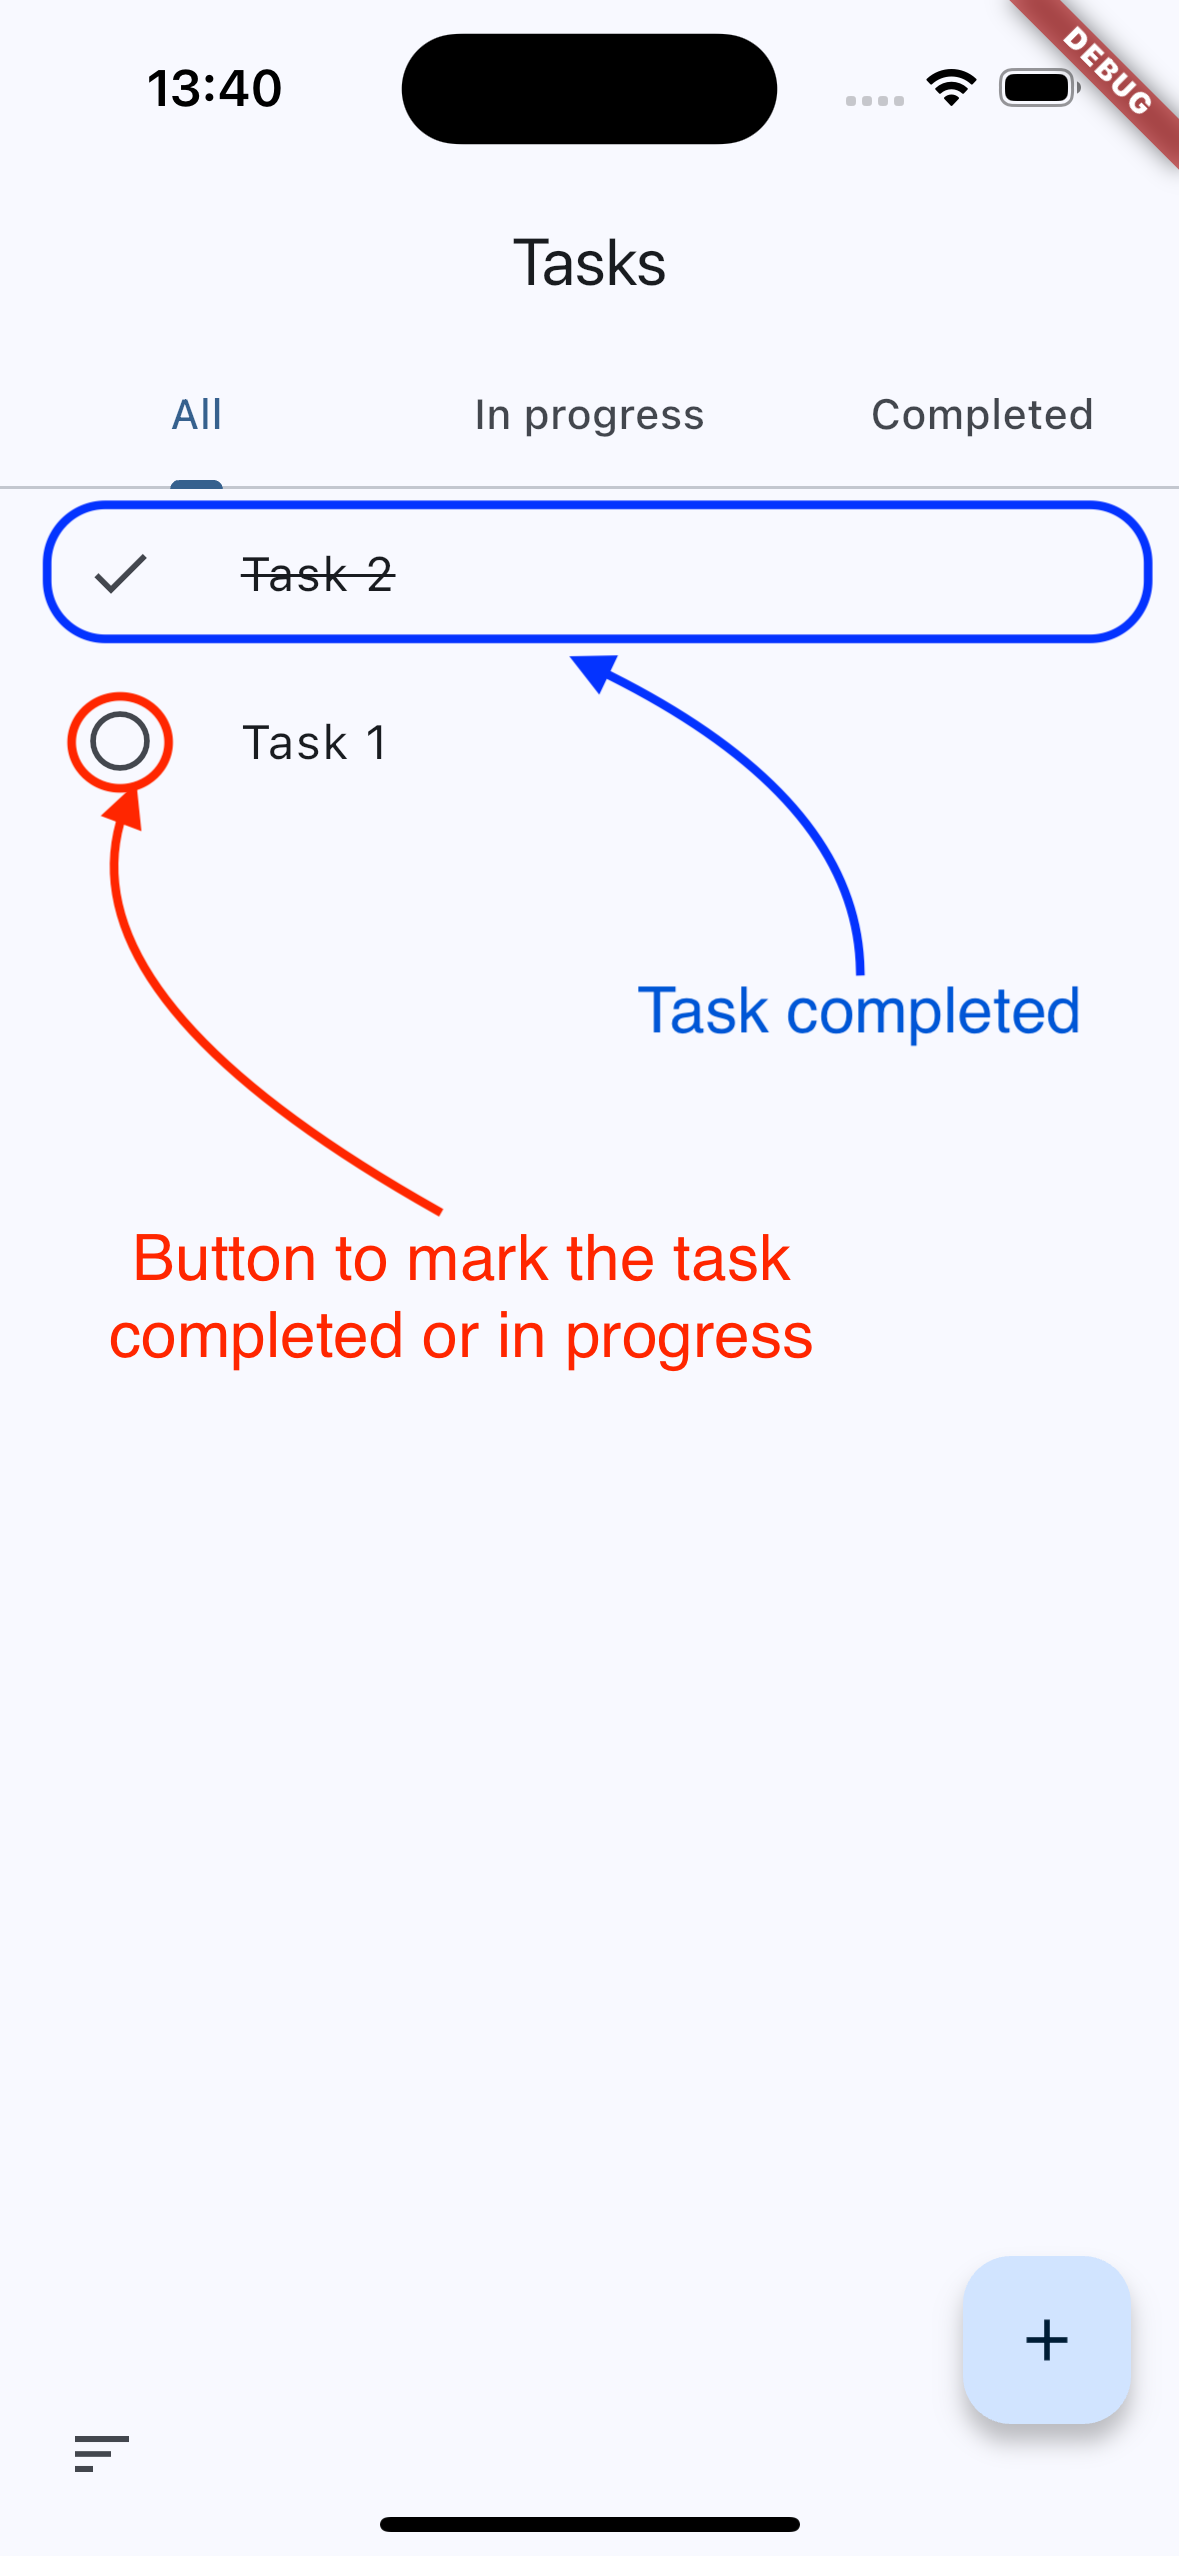 13:40
DEBUG
Tasks
All In progress Completed
Task 2
Task 1
Task completed
Button to mark the task
completed or in progress